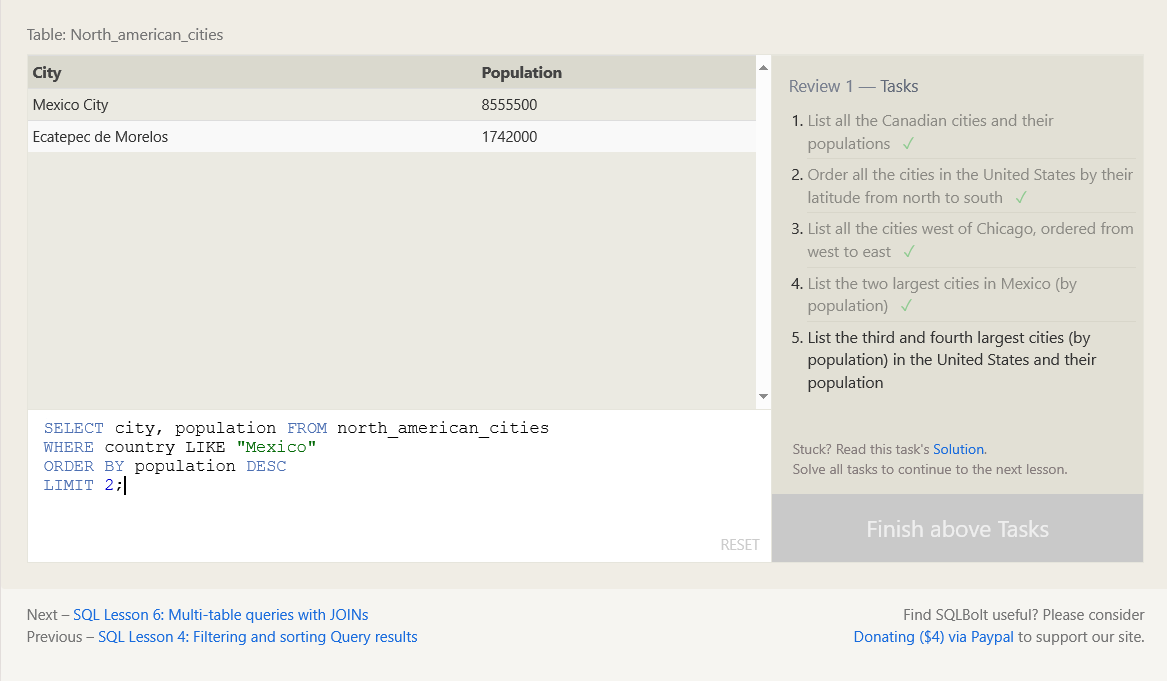 Table: North_american_cities
City Population
Mexico City 8555500
Ecatepec de Morelos 1742000
SELECT city, population FROM north_american_cities
WHERE country LIKE "Mexico"
ORDER BY population DESC
LIMIT 2;
RESET
Review 1 — Tasks
1. List all the Canadian cities and their
populations ✓
2. Order all the cities in the United States by their
latitude from north to south ✓
3. List all the cities west of Chicago, ordered from
west to east ✓
4. List the two largest cities in Mexico (by
population) ✓
5. List the third and fourth largest cities (by
population) in the United States and their
population
Stuck? Read this task's Solution.
Solve all tasks to continue to the next lesson.
Finish above Tasks
Next – SQL Lesson 6: Multi-table queries with JOINs
Previous – SQL Lesson 4: Filtering and sorting Query results
Find SQLBolt useful? Please consider
Donating ($4) via Paypal to support our site.